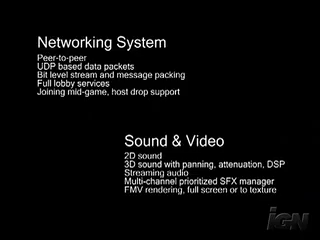 Networking System
Peer-to-peer
UDP based data packets
Bit level stream and message packing
Full lobby services
Joining mid-game, host drop support
Sound & Video
2D sound
3D sound with panning, attenuation, DSP
Streaming audio
Multi-channel prioritized SFX manager
FMV rendering, full screen or to texture
IGN